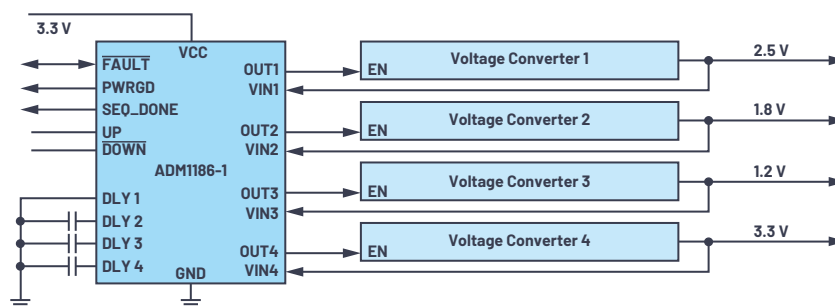 3.3 V
VCC
FAULT
PWRGD
SEQ_DONE
UP
DOWN
ADM1186-1
DLY 1
DLY 2
DLY 3
DLY 4
GND
OUT1
VIN1
OUT2
VIN2
OUT3
VIN3
OUT4
VIN4
EN
Voltage Converter 1
2.5 V
EN
Voltage Converter 2
1.8 V
EN
Voltage Converter 3
1.2 V
EN
Voltage Converter 4
3.3 V